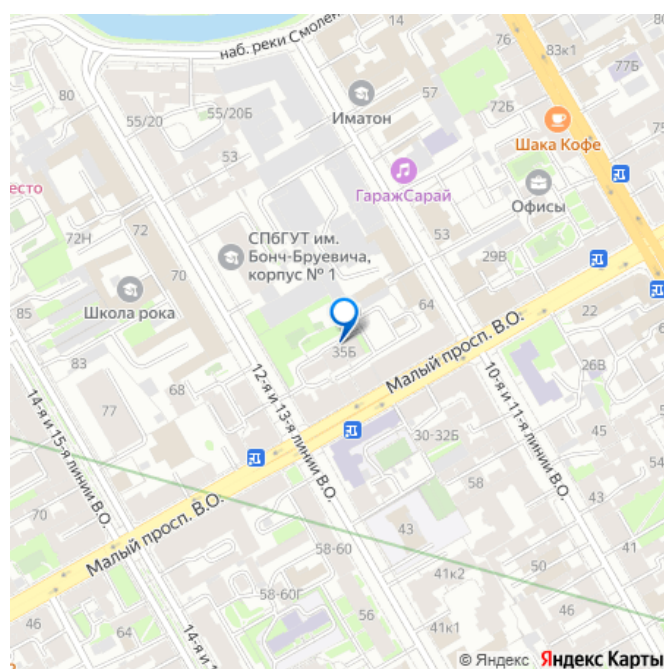 наб. реки Смолен
14
76
83к1
80
77Б
57
72Б
Иматон
55/20
55/20Б
Шака Кофе
53
есто
ГаражСарай
Офисы
72Н
72
СПбГУТ им.
Бонч-Бруевича,
корпус № 1
53
29В
70
Школа рока
64
22
85
35Б
Малый просп. В.О.
83
68
26В
12-я и 13-я линии В.О.
10-я и 11-я линии В.О.
14-я и 15-я линии В.О.
77
30-32Б
45
58
43
70
43
41
Малый просп. В.О.
58-60
50
41к2
58-60Г
46
56
46
64
41к1
14-я и 1
© Яндекс Яндекс Карты